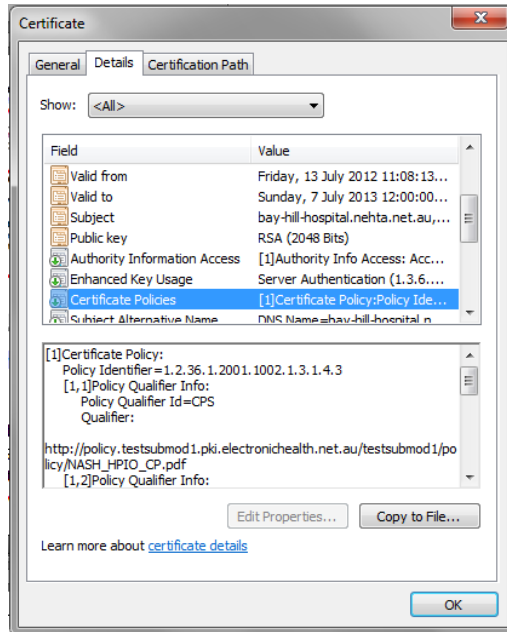 Certificate
General Details Certification Path
Show: <All>
Field Value
Valid from Friday, 13 July 2012 11:08:13...
Valid to Sunday, 7 July 2013 12:00:00...
Subject bay-hill-hospital.nehta.net.au,...
Public key RSA (2048 Bits)
Authority Information Access [1]Authority Info Access: Acc...
Enhanced Key Usage Server Authentication (1.3.6....
Certificate Policies [1]Certificate Policy:Policy Ide...
Subject Alternative Name DNS Name=bay-hill-hospital.n
[1]Certificate Policy:
Policy Identifier=1.2.36.1.2001.1002.1.3.1.4.3
[1,1]Policy Qualifier Info:
Policy Qualifier Id=CPS
Qualifier:
http://policy.testsubmod1.pki.electronichealth.net.au/testsubmod1/po
licy/NASH_HPIO_CP.pdf
[1,2]Policy Qualifier Info:
Edit Properties... Copy to File...
Learn more about certificate details
OK